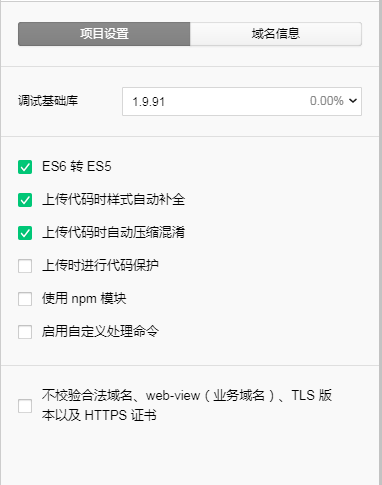 项目设置 域名信息
调试基础库 1.9.91 0.00%
ES6 转 ES5
上传代码时样式自动补全
上传代码时自动压缩混淆
上传时进行代码保护
使用 npm 模块
启用自定义处理命令
不校验合法域名、web-view（业务域名）、TLS 版
本以及 HTTPS 证书